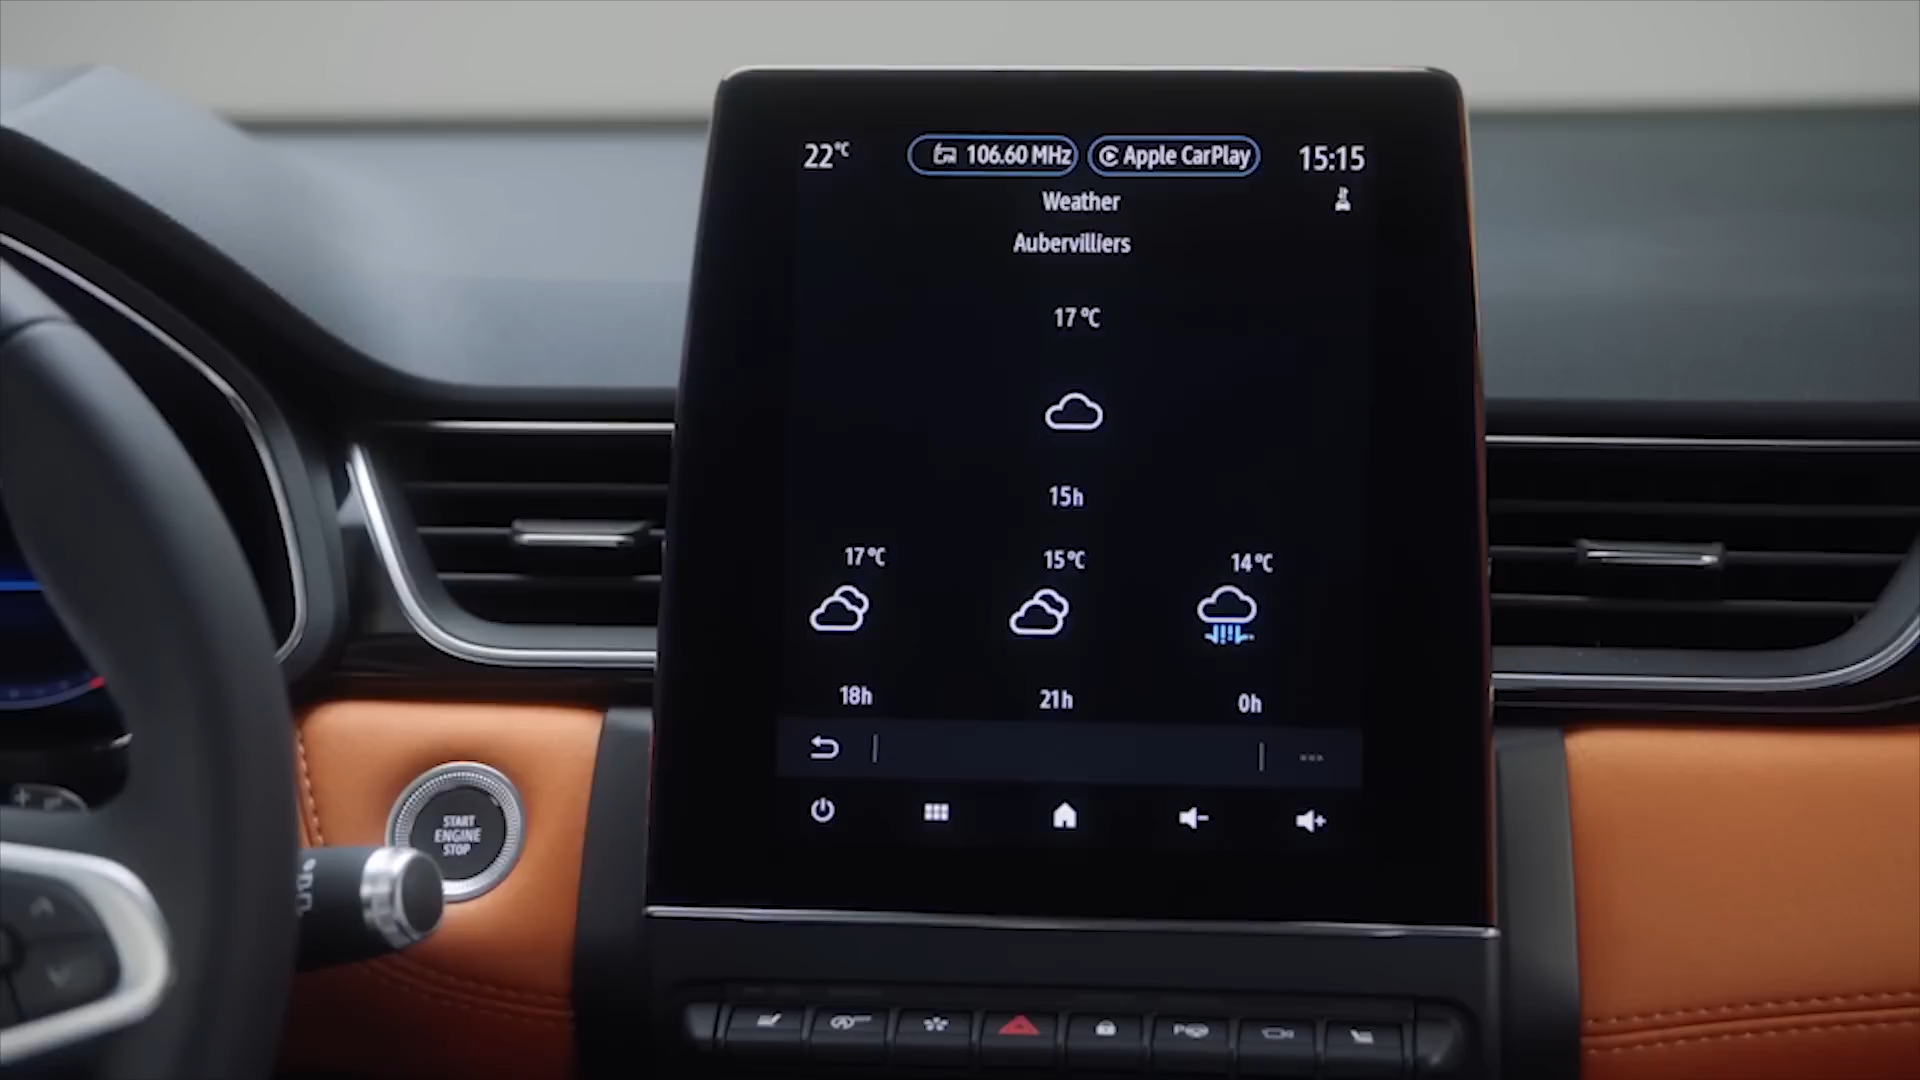 22°C 106.60 MHz Apple CarPlay 15:15
Weather
Aubervilliers
17 °C
15h
17 °C 15 °C 14 °C
18h 21h 0h
START
ENGINE
STOP